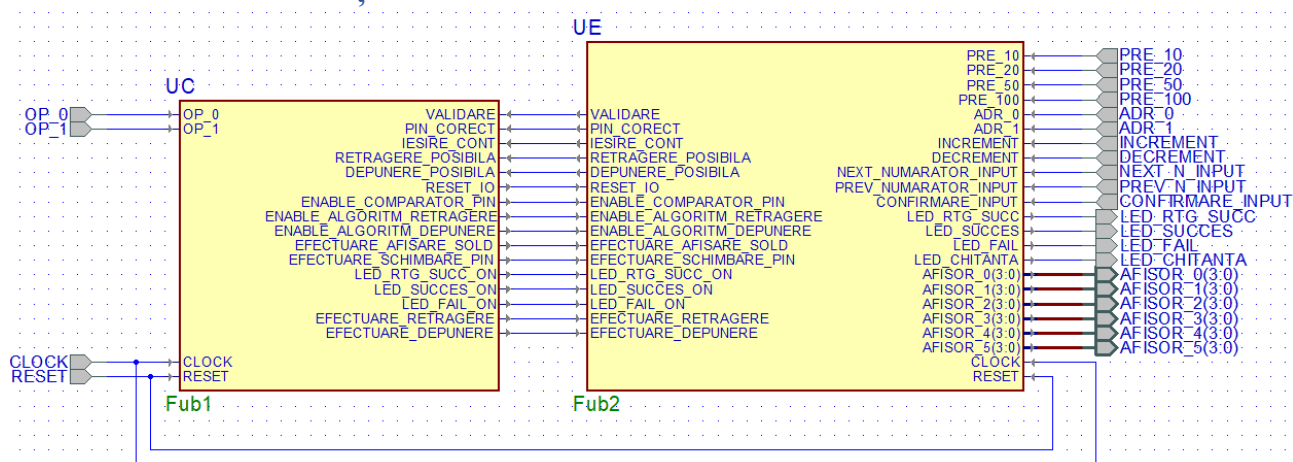 UE
UC
OP_0
OP_1
OP_0
OP_1
VALIDARE
PIN_CORECT
IESIRE_CONT
RETRAGERE_POSIBILA
DEPUNERE_POSIBILA
RESET_IO
ENABLE_COMPARATOR_PIN
ENABLE_ALGORITM_RETRAGERE
ENABLE_ALGORITM_DEPUNERE
EFECTUARE_AFISARE_SOLD
EFECTUARE_SCHIMBARE_PIN
LED_RTG_SUCC_ON
LED_SUCCES_ON
LED_FAIL_ON
EFECTUARE_RETRAGERE
EFECTUARE_DEPUNERE
CLOCK
RESET
CLOCK
RESET
Fub1
VALIDARE
PIN_CORECT
IESIRE_CONT
RETRAGERE_POSIBILA
DEPUNERE_POSIBILA
RESET_IO
ENABLE_COMPARATOR_PIN
ENABLE_ALGORITM_RETRAGERE
ENABLE_ALGORITM_DEPUNERE
EFECTUARE_AFISARE_SOLD
EFECTUARE_SCHIMBARE_PIN
LED_RTG_SUCC_ON
LED_SUCCES_ON
LED_FAIL_ON
EFECTUARE_RETRAGERE
EFECTUARE_DEPUNERE
PRE_10
PRE_20
PRE_50
PRE_100
ADR_0
ADR_1
INCREMENT
DECREMENT
NEXT_NUMARATOR_INPUT
PREV_NUMARATOR_INPUT
CONFIRMARE_INPUT
LED_RTG_SUCC
LED_SUCCES
LED_FAIL
LED_CHITANTA
AFISOR_0(3:0)
AFISOR_1(3:0)
AFISOR_2(3:0)
AFISOR_3(3:0)
AFISOR_4(3:0)
AFISOR_5(3:0)
CLOCK
RESET
Fub2
PRE_10
PRE_20
PRE_50
PRE_100
ADR_0
ADR_1
INCREMENT
DECREMENT
NEXT_N_INPUT
PREV_N_INPUT
CONFIRMARE_INPUT
LED_RTG_SUCC
LED_SUCCES
LED_FAIL
LED_CHITANTA
AFISOR_0(3:0)
AFISOR_1(3:0)
AFISOR_2(3:0)
AFISOR_3(3:0)
AFISOR_4(3:0)
AFISOR_5(3:0)